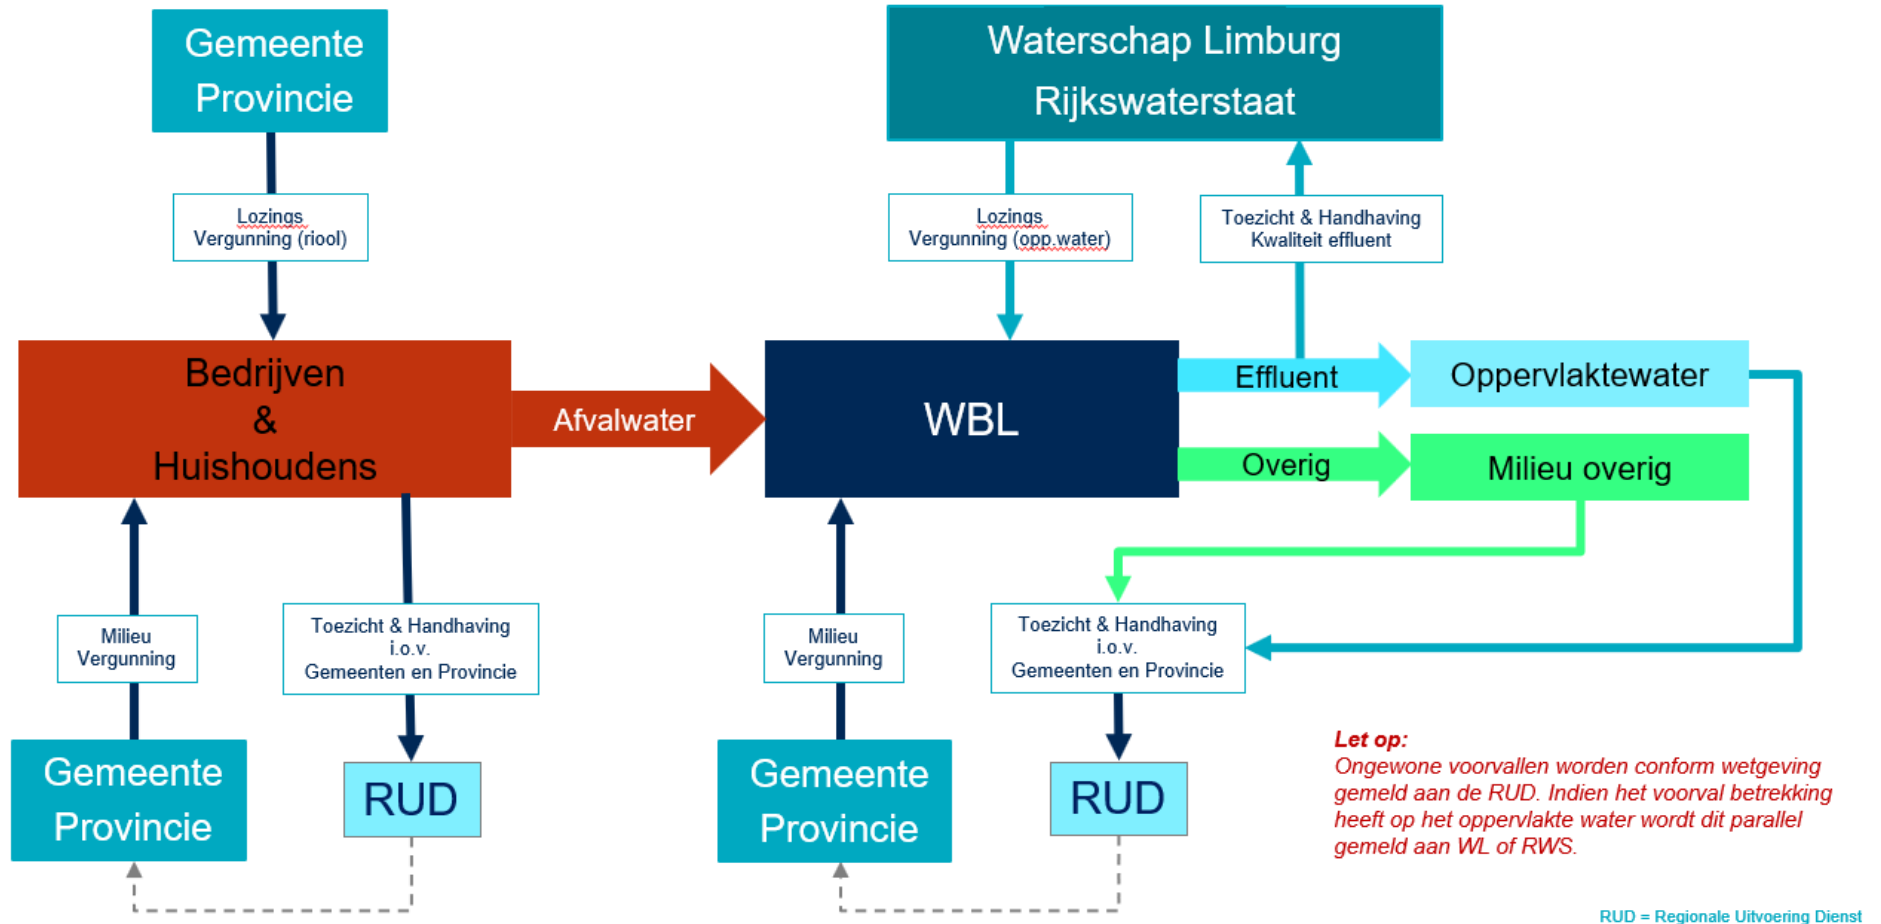 Gemeente
Provincie
Waterschap Limburg
Rijkswaterstaat
Lozings
Vergunning (riool)
Lozings
Vergunning (opp.water)
Toezicht & Handhaving
Kwaliteit effluent
Bedrijven
&
Huishoudens
Afvalwater
WBL
Effluent
Oppervlaktewater
Overig
Milieu overig
Milieu
Vergunning
Toezicht & Handhaving
i.o.v.
Gemeenten en Provincie
Milieu
Vergunning
Toezicht & Handhaving
i.o.v.
Gemeenten en Provincie
Gemeente
Provincie
RUD
Gemeente
Provincie
RUD
Let op:
Ongewone voorvallen worden conform wetgeving
gemeld aan de RUD. Indien het voorval betrekking
heeft op het oppervlakte water wordt dit parallel
gemeld aan WL of RWS.
RUD = Regionale Uitvoering Dienst